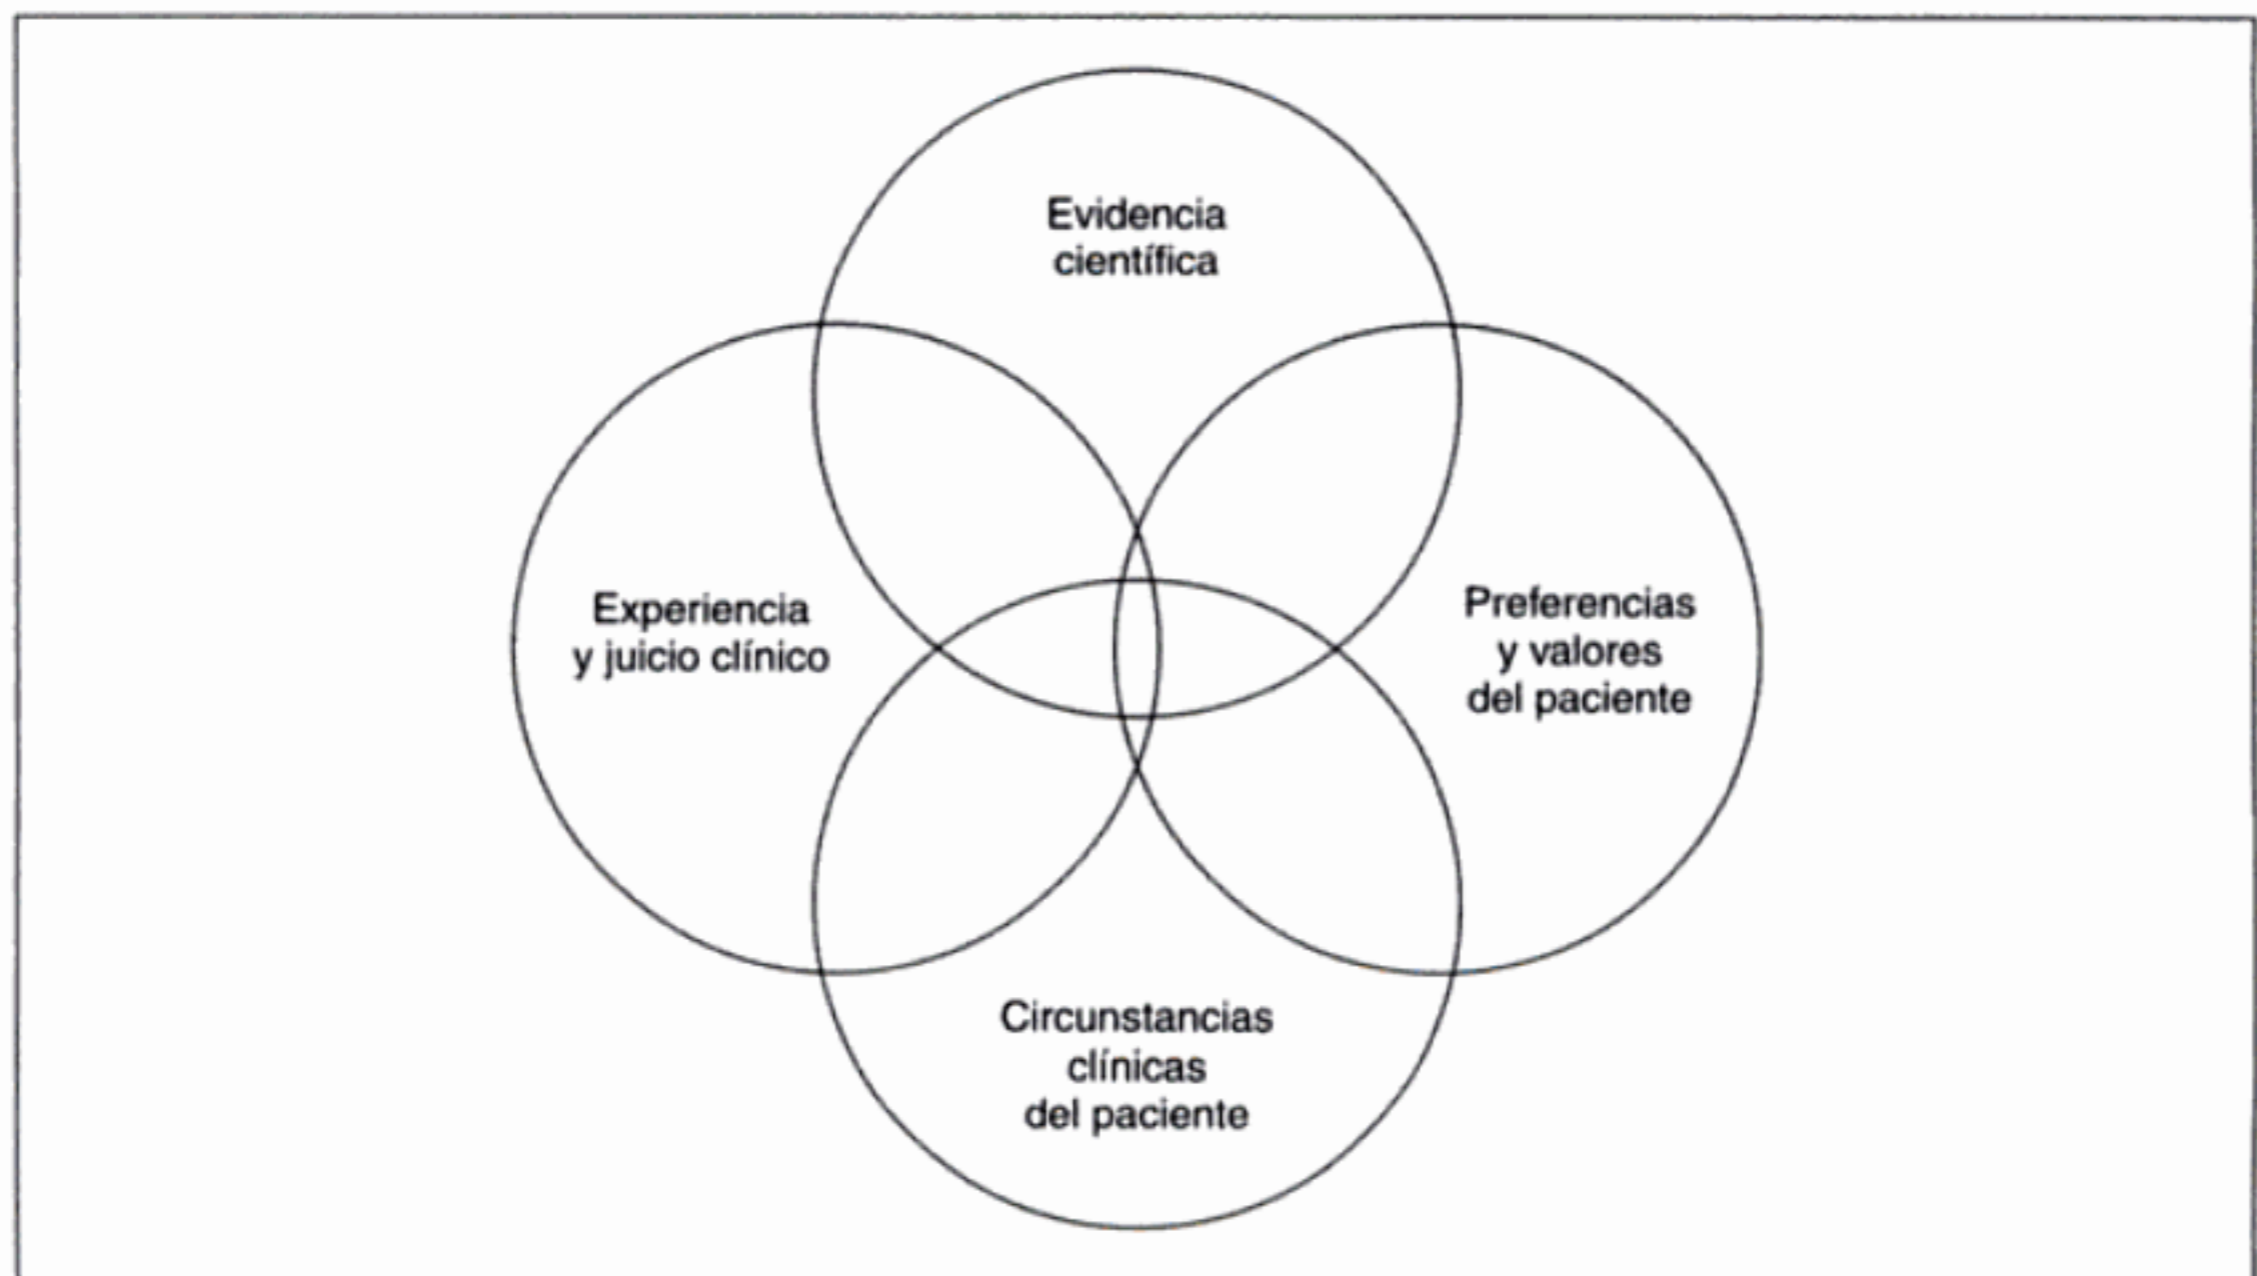 Evidencia
científica
Experiencia
y juicio clínico
Preferencias
y valores
del paciente
Circunstancias
clínicas
del paciente